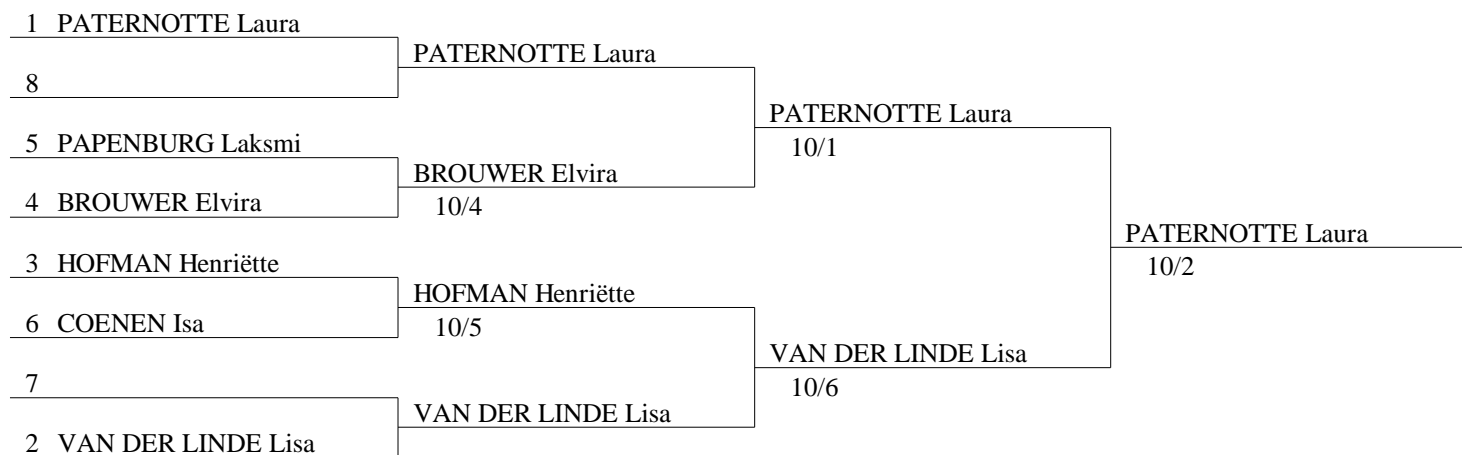 1 PATERNOTTE Laura
8
5 PAPENBURG Laksmi
4 BROUWER Elvira
3 HOFMAN Henriëtte
6 COENEN Isa
7
2 VAN DER LINDE Lisa
PATERNOTTE Laura
BROUWER Elvira
10/4
HOFMAN Henriëtte
10/5
VAN DER LINDE Lisa
PATERNOTTE Laura
10/1
VAN DER LINDE Lisa
10/6
PATERNOTTE Laura
10/2